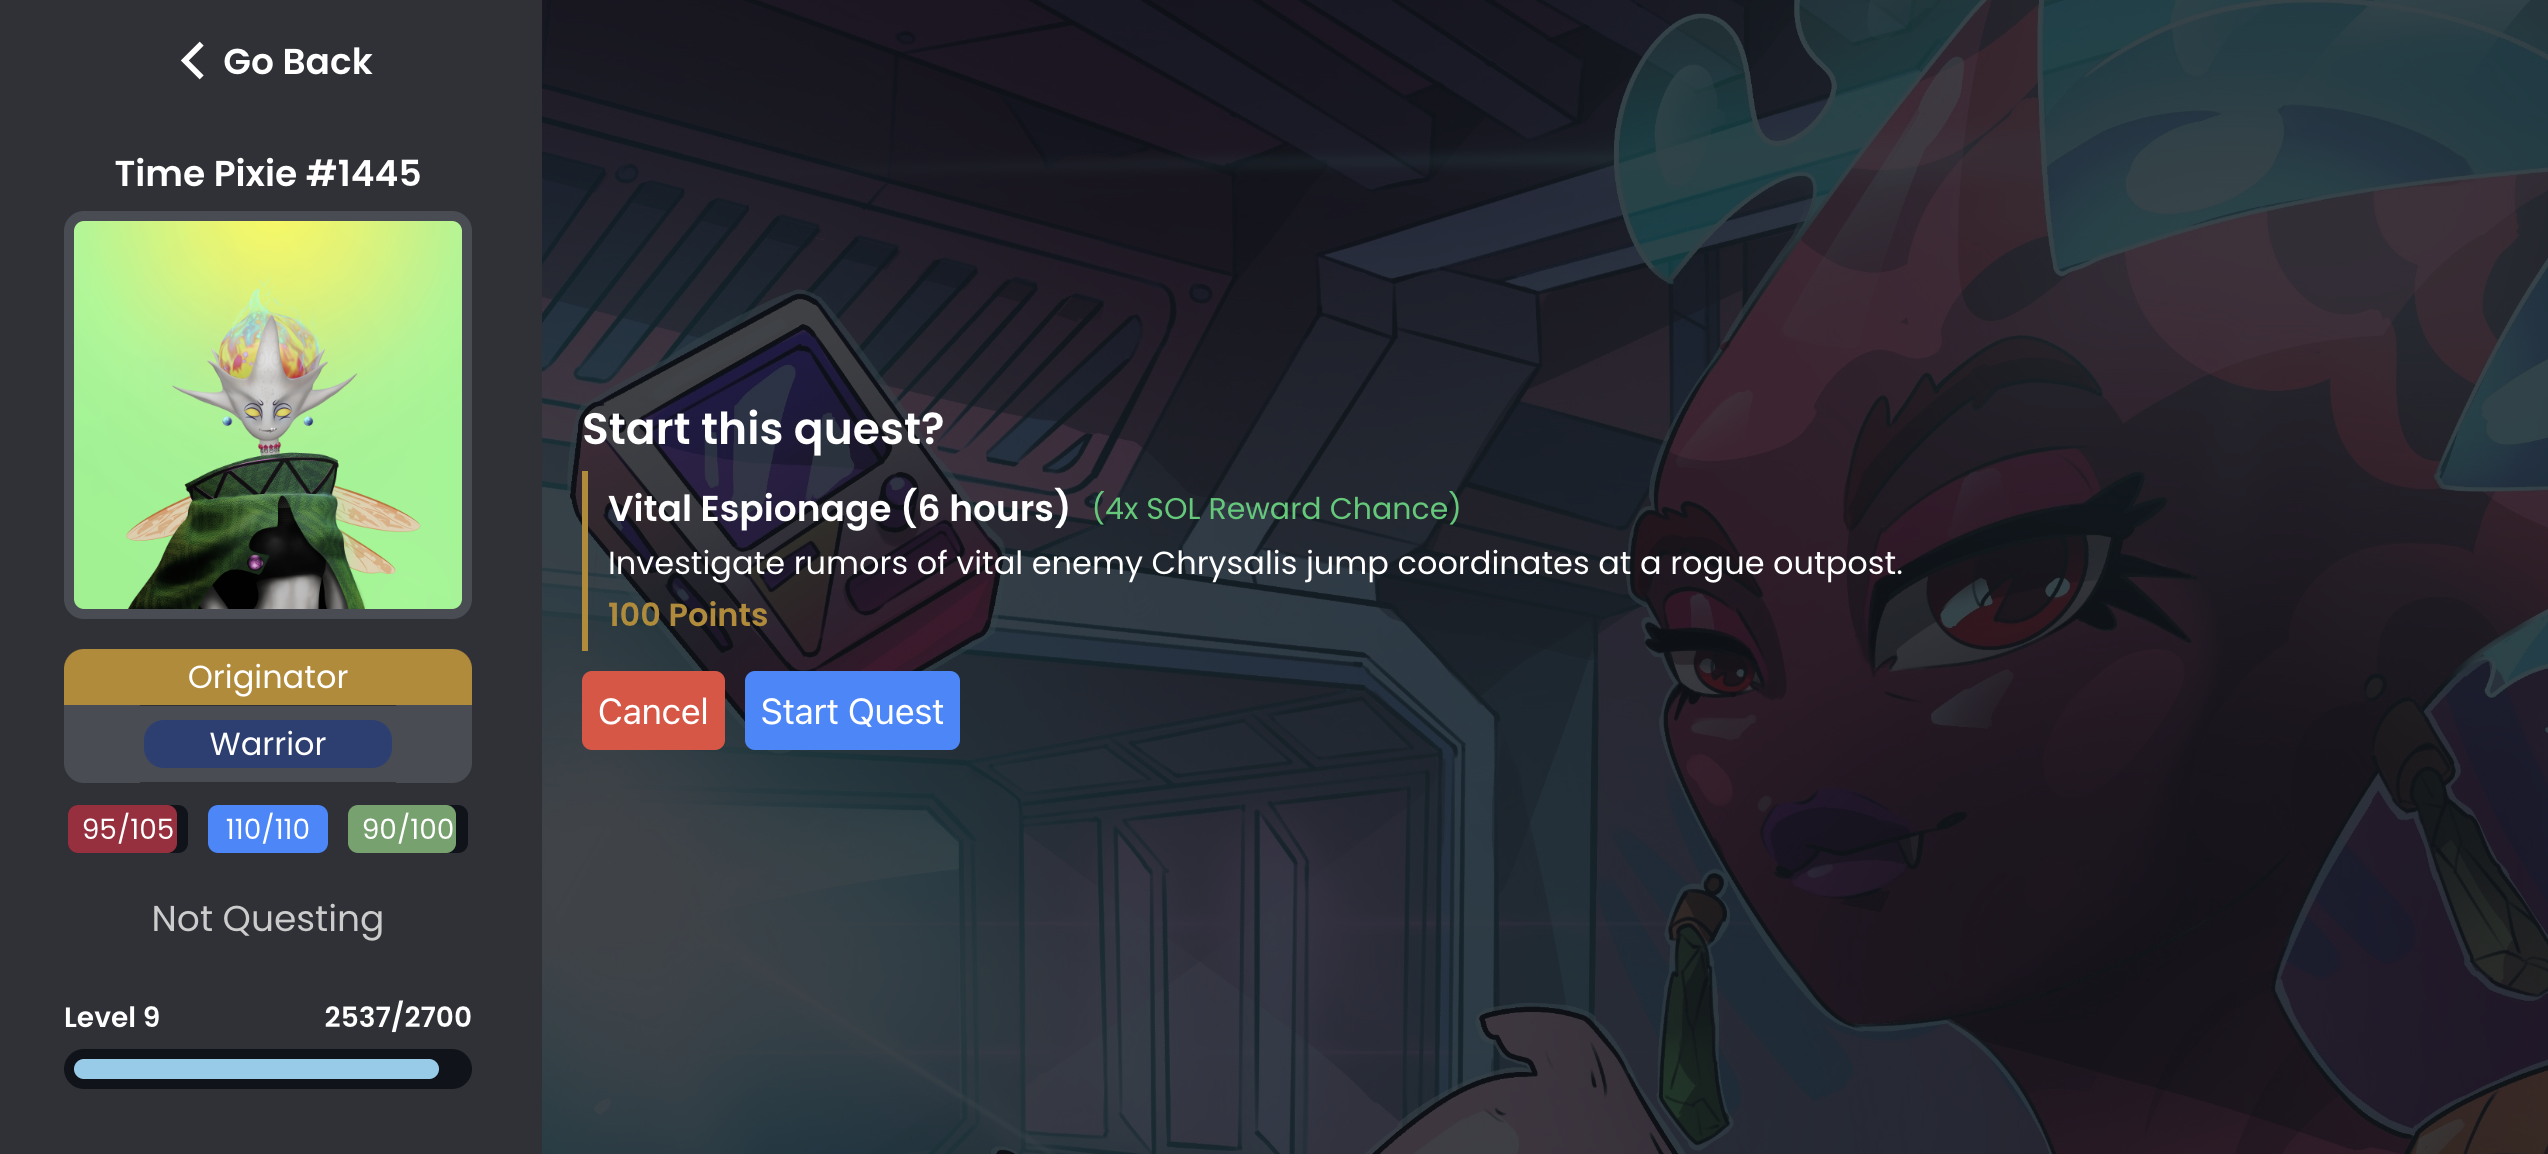 Go Back
Time Pixie #1445
Originator
Warrior
95/105 110/110 90/100
Not Questing
Level 9 2537/2700
Start this quest?
Vital Espionage (6 hours) (4x SOL Reward Chance)
Investigate rumors of vital enemy Chrysalis jump coordinates at a rogue outpost.
100 Points
Cancel Start Quest